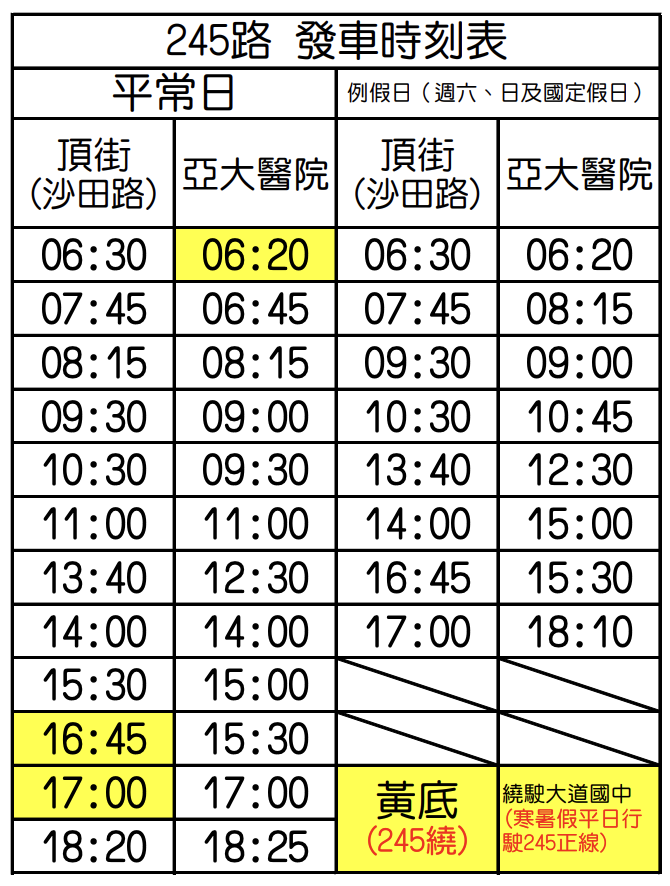 245路 發車時刻表
平常日 例假日（週六、日及國定假日）
頂街 亞大醫院 頂街 亞大醫院
(沙田路) (沙田路)
06:30 06:20 06:30 06:20
07:45 06:45 07:45 08:15
08:15 08:15 09:30 09:00
09:30 09:00 10:30 10:45
10:30 09:30 13:40 12:30
11:00 11:00 14:00 15:00
13:40 12:30 16:45 15:30
14:00 14:00 17:00 18:10
15:30 15:00
16:45 15:30
17:00 17:00
18:20 18:25
黃底
(245繞)
繞駛大道國中
(寒暑假平日行
駛245正線)